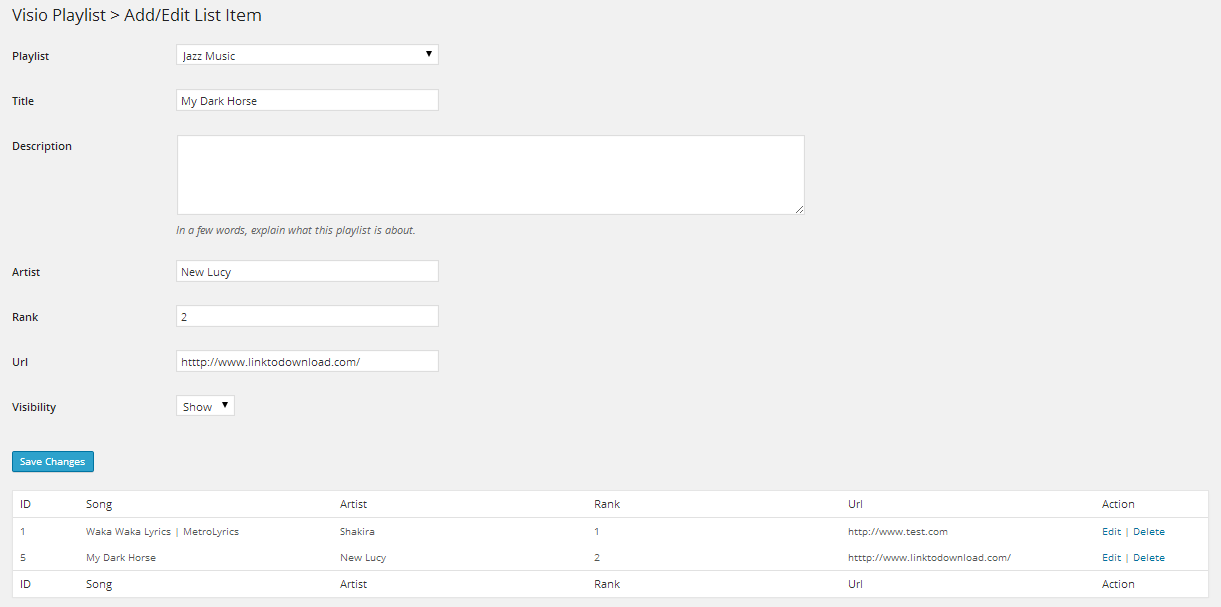 Visio Playlist > Add/Edit List Item
Playlist Jazz Music
Title My Dark Horse
Description
In a few words, explain what this playlist is about.
Artist New Lucy
Rank 2
Url htttp://www.linktodownload.com/
Visibility Show
Save Changes
ID Song Artist Rank Url Action
1 Waka Waka Lyrics | MetroLyrics Shakira 1 http://www.test.com Edit | Delete
5 My Dark Horse New Lucy 2 htttp://www.linktodownload.com/ Edit | Delete
ID Song Artist Rank Url Action